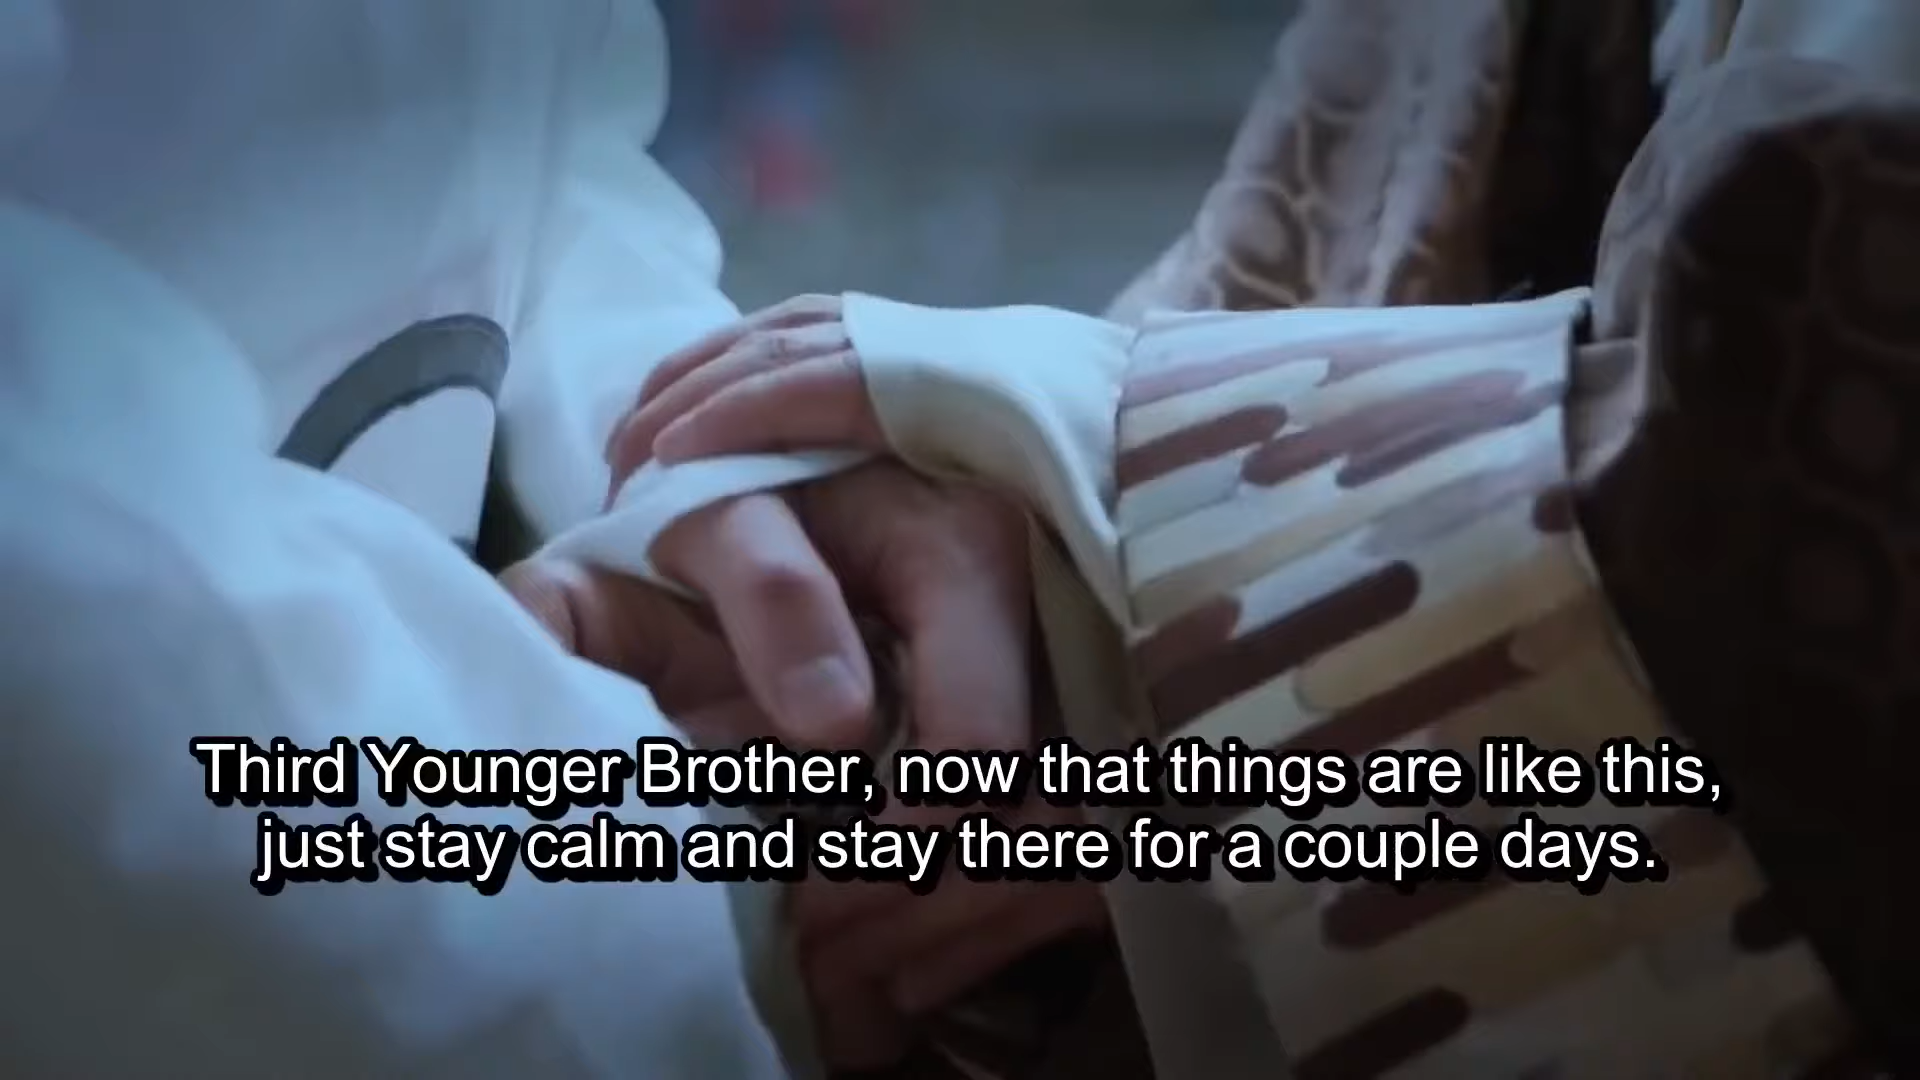 Third Younger Brother, now that things are like this,
just stay calm and stay there for a couple days.